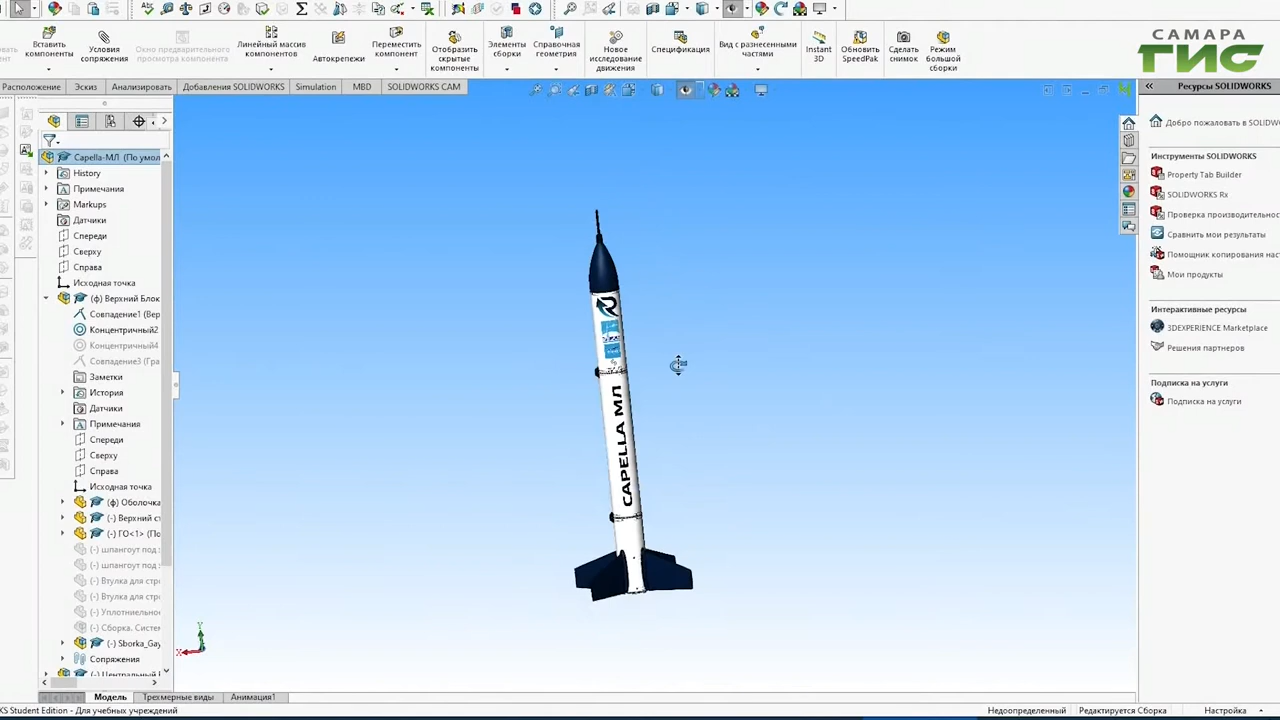 САМАРА
ГИС
Вставить компоненты
Условия сопряжения
Окно предварительного просмотра компонента
Линейный массив компонентов
Автокрепежи
Переместить компонент
Отобразить скрытые компоненты
Элементы сборки
Справочная геометрия
Новое исследование движения
Спецификация
Вид с разнесенными частями
Instant 3D
Обновить SpeedPak
Сделать снимок
Режим большой сборки
Расположение
Эскиз
Анализировать
Добавления SOLIDWORKS
Simulation
MBD
SOLIDWORKS CAM
Ресурсы SOLIDWORKS
Capella-МЛ (По умол
History
Примечания
Markups
Датчики
Спереди
Сверху
Справа
Исходная точка
(ф) Верхний Блок
Совпадение1 (Вер
Концентричный2
Концентричный4
Совпадение3 (Гра
Заметки
История
Датчики
Примечания
Спереди
Сверху
Справа
Исходная точка
(ф) Оболочка
(-) Верхний ст
(-) ГО<1> (По
(-) шпангоут под
(-) шпангоут под
(-) Втулка для стр
(-) Втулка для стр
(-) Уплотнительно
(-) Сборка. Систем
(-) Sborka_Gay
Сопряжения
(-) Центральный
CAPELLA МЛ
Добро пожаловать в SOLIDW
Инструменты SOLIDWORKS
Property Tab Builder
SOLIDWORKS Rx
Проверка производительно
Сравнить мои результаты
Помощник копирования нас
Мои продукты
Интерактивные ресурсы
3DEXPERIENCE Marketplace
Решения партнеров
Подписка на услуги
Подписка на услуги
Модель
Трехмерные виды
Анимация1
KS Student Edition - Для учебных учреждений
Недоопределенный
Редактируется Сборка
Настройка